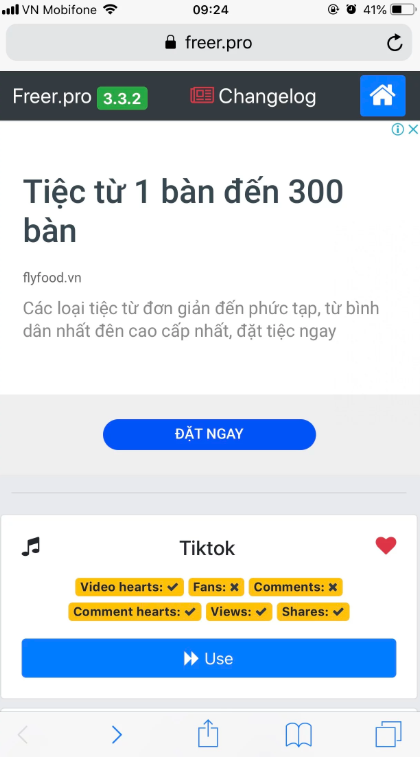 VN Mobifone 09:24 41%
freer.pro
Freer.pro 3.3.2 Changelog
Tiệc từ 1 bàn đến 300
bàn
flyfood.vn
Các loại tiệc từ đơn giản đến phức tạp, từ bình
dân nhất đên cao cấp nhất, đặt tiệc ngay
ĐẶT NGAY
Tiktok
Video hearts: ✔ Fans: ✖ Comments: ✖
Comment hearts: ✔ Views: ✔ Shares: ✔
Use